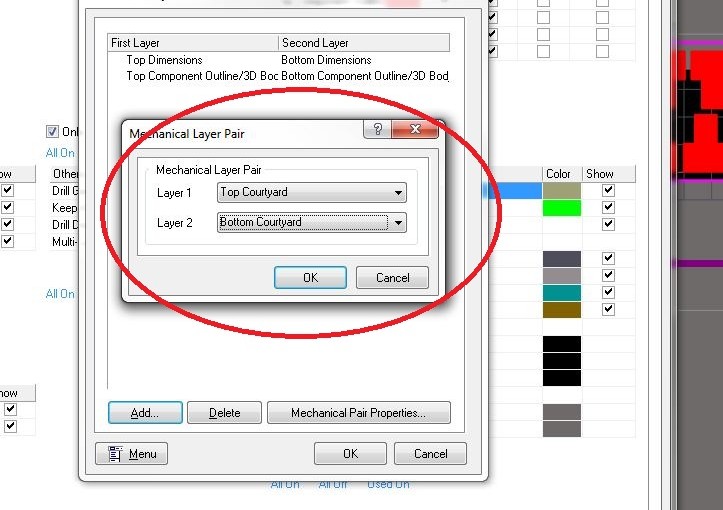 First Layer Second Layer
Top Dimensions Bottom Dimensions
Top Component Outline/3D Boc Bottom Component Outline/3D Bod
Onl
All On
Mechanical Layer Pair
ow Other Color Show
Mechanical Layer Pair
Drill G
Layer 1 Top Courtyard
Keep
Drill D
Layer 2 Bottom Courtyard
Multi-
OK Cancel
All On
how
Add... Delete Mechanical Pair Properties...
Menu OK Cancel
All On All Off Used On